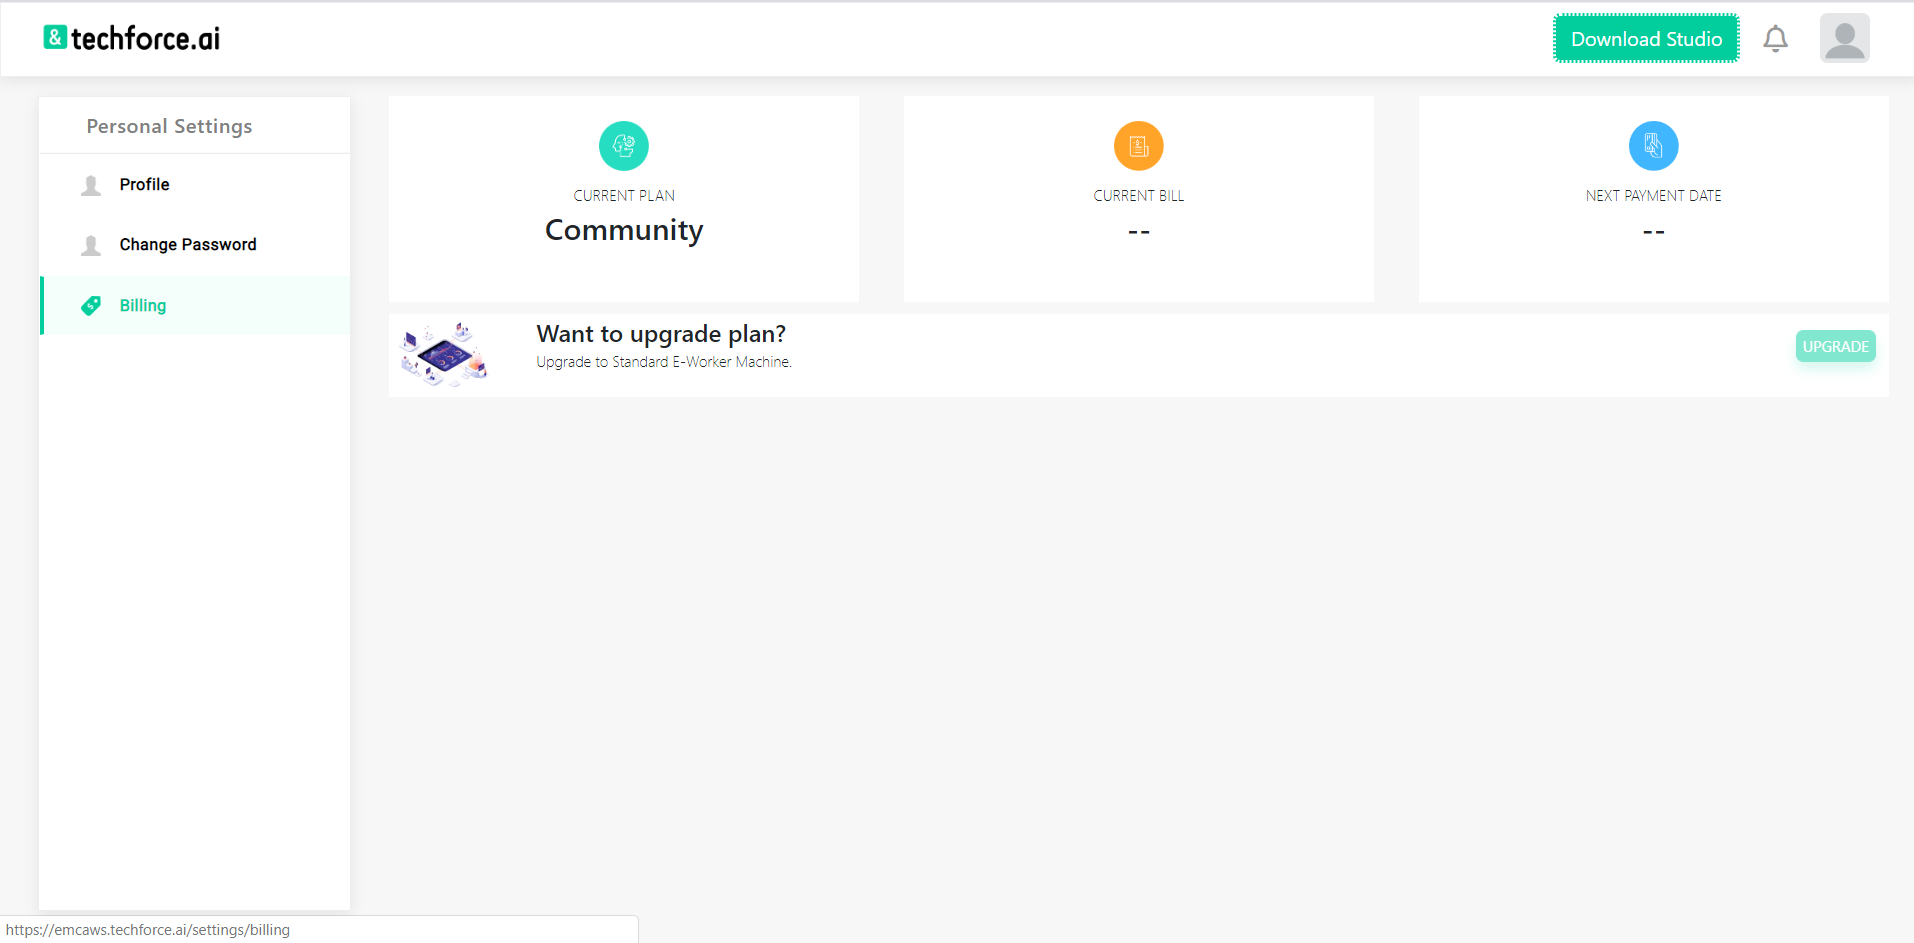 & techforce.ai
Download Studio
Personal Settings
Profile
Change Password
Billing
CURRENT PLAN
Community
CURRENT BILL
--
NEXT PAYMENT DATE
--
Want to upgrade plan?
Upgrade to Standard E-Worker Machine.
UPGRADE
https://emcaws.techforce.ai/settings/billing